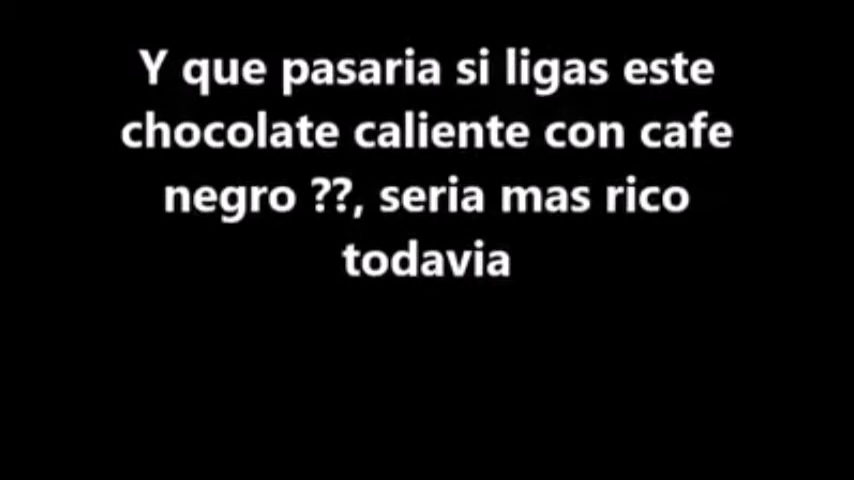 Y que pasaria si ligas este
chocolate caliente con cafe
negro ??, seria mas rico
todavia